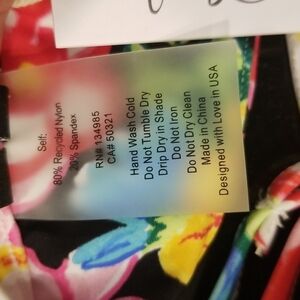 Self:
80% Recycled Nylon
20% Spandex
RN# 134985
CA# 50321
Hand Wash Cold
Do Not Tumble Dry
Drip Dry in Shade
Do Not Iron
Do Not Dry Clean
Made in China
Designed with Love in USA